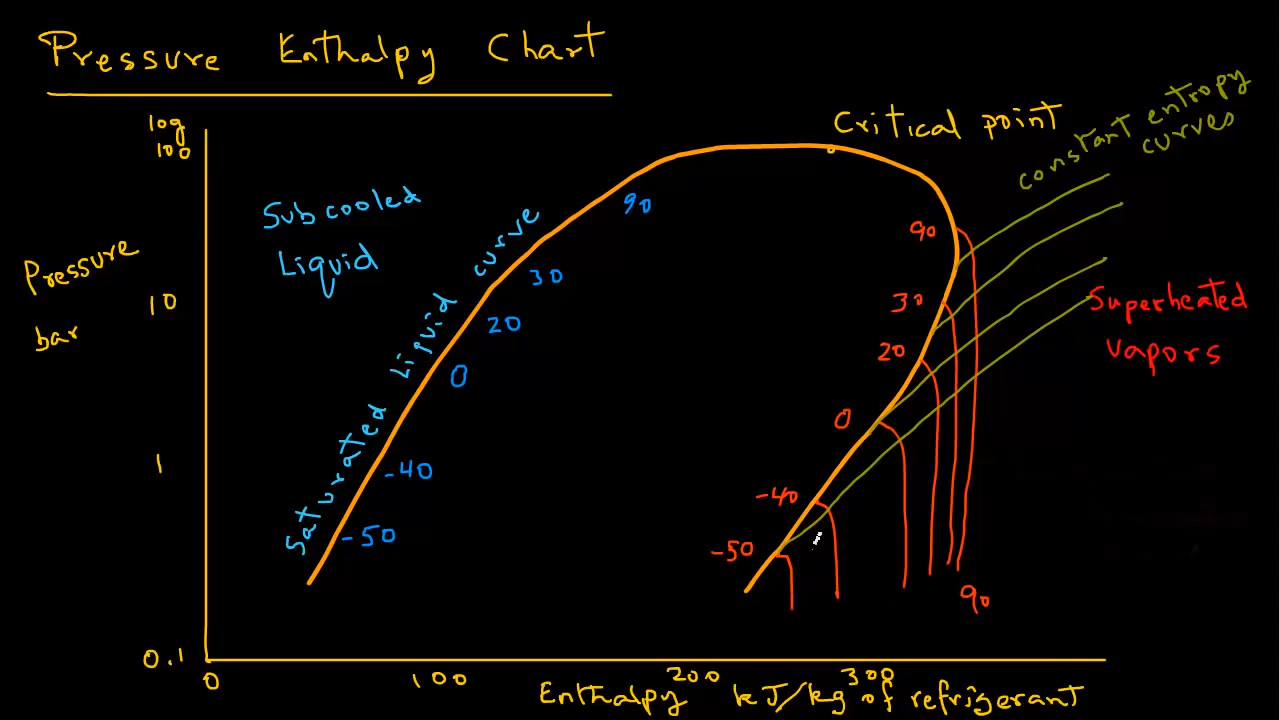 Pressure Enthalpy Chart
log
100
Critical point
constant entropy
curves
Subcooled
Liquid
Pressure
bar
10
1
0.1
Saturated Liquid curve
90
30
20
0
-40
-50
90
30
20
0
-40
-50
90
Superheated
vapors
0
100
200
300
Enthalpy kJ/kg of refrigerant